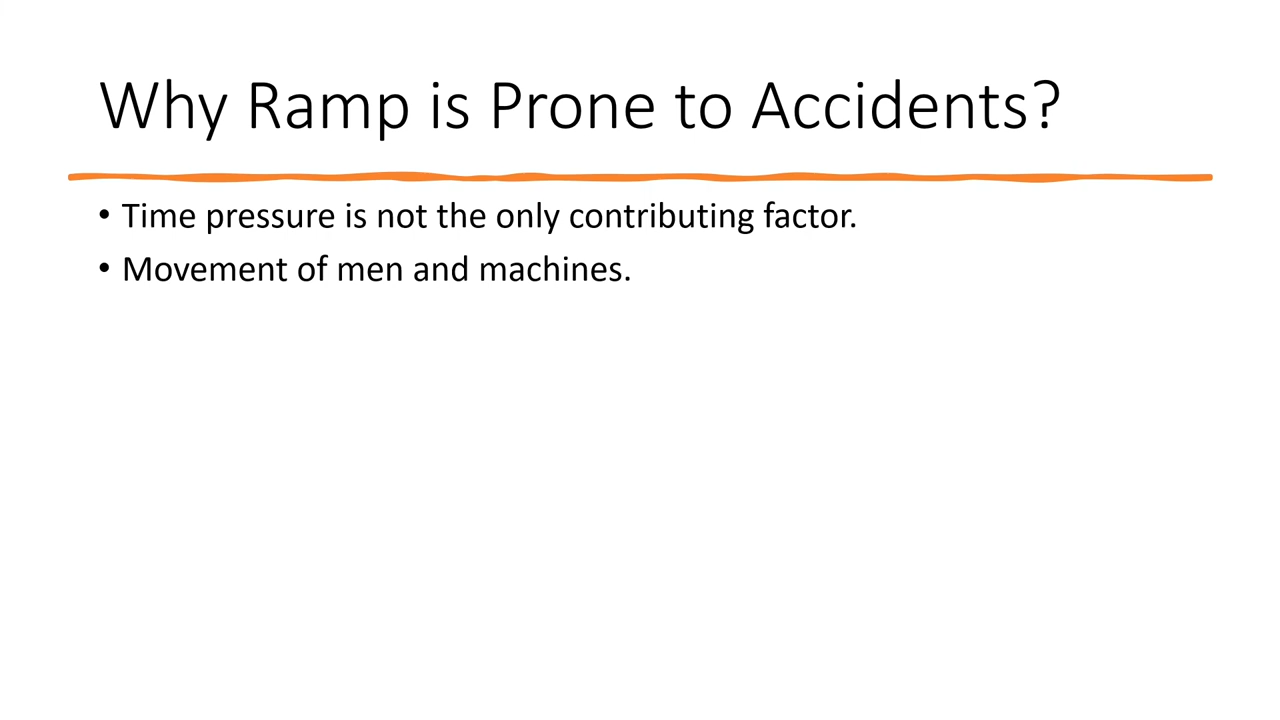 Why Ramp is Prone to Accidents?
• Time pressure is not the only contributing factor.
• Movement of men and machines.